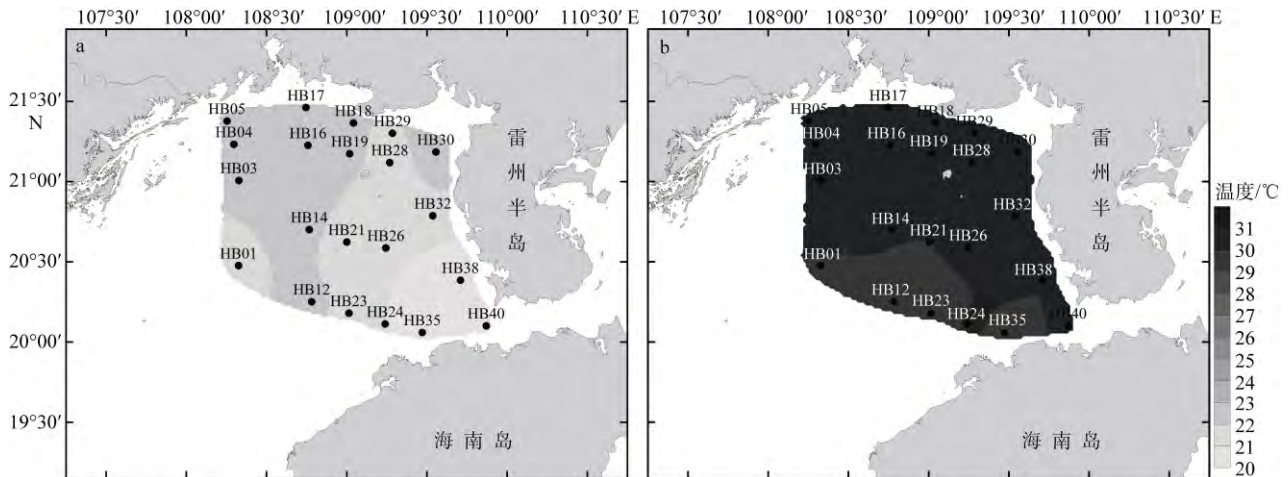 107°30′ 108°00′ 108°30′ 109°00′ 109°30′ 110°00′ 110°30′ E
107°30′ 108°00′ 108°30′ 109°00′ 109°30′ 110°00′ 110°30′ E
21°30′
N
21°00′
20°30′
20°00′
19°30′
a
HB17
HB05
HB18
HB29
HB04
HB16
HB19
HB30
HB28
HB03
HB32
HB14
HB21
HB26
HB01
HB38
HB12
HB23
HB24
HB35
HB40
雷州半岛
海南岛
b
HB17
HB05
HB18
HB29
HB04
HB16
HB19
HB28
HB03
HB32
HB14
HB21
HB26
HB01
HB38
HB12
HB23
HB24
HB35
雷州半岛
海南岛
温度/℃
31
30
29
28
27
26
25
24
23
22
21
20